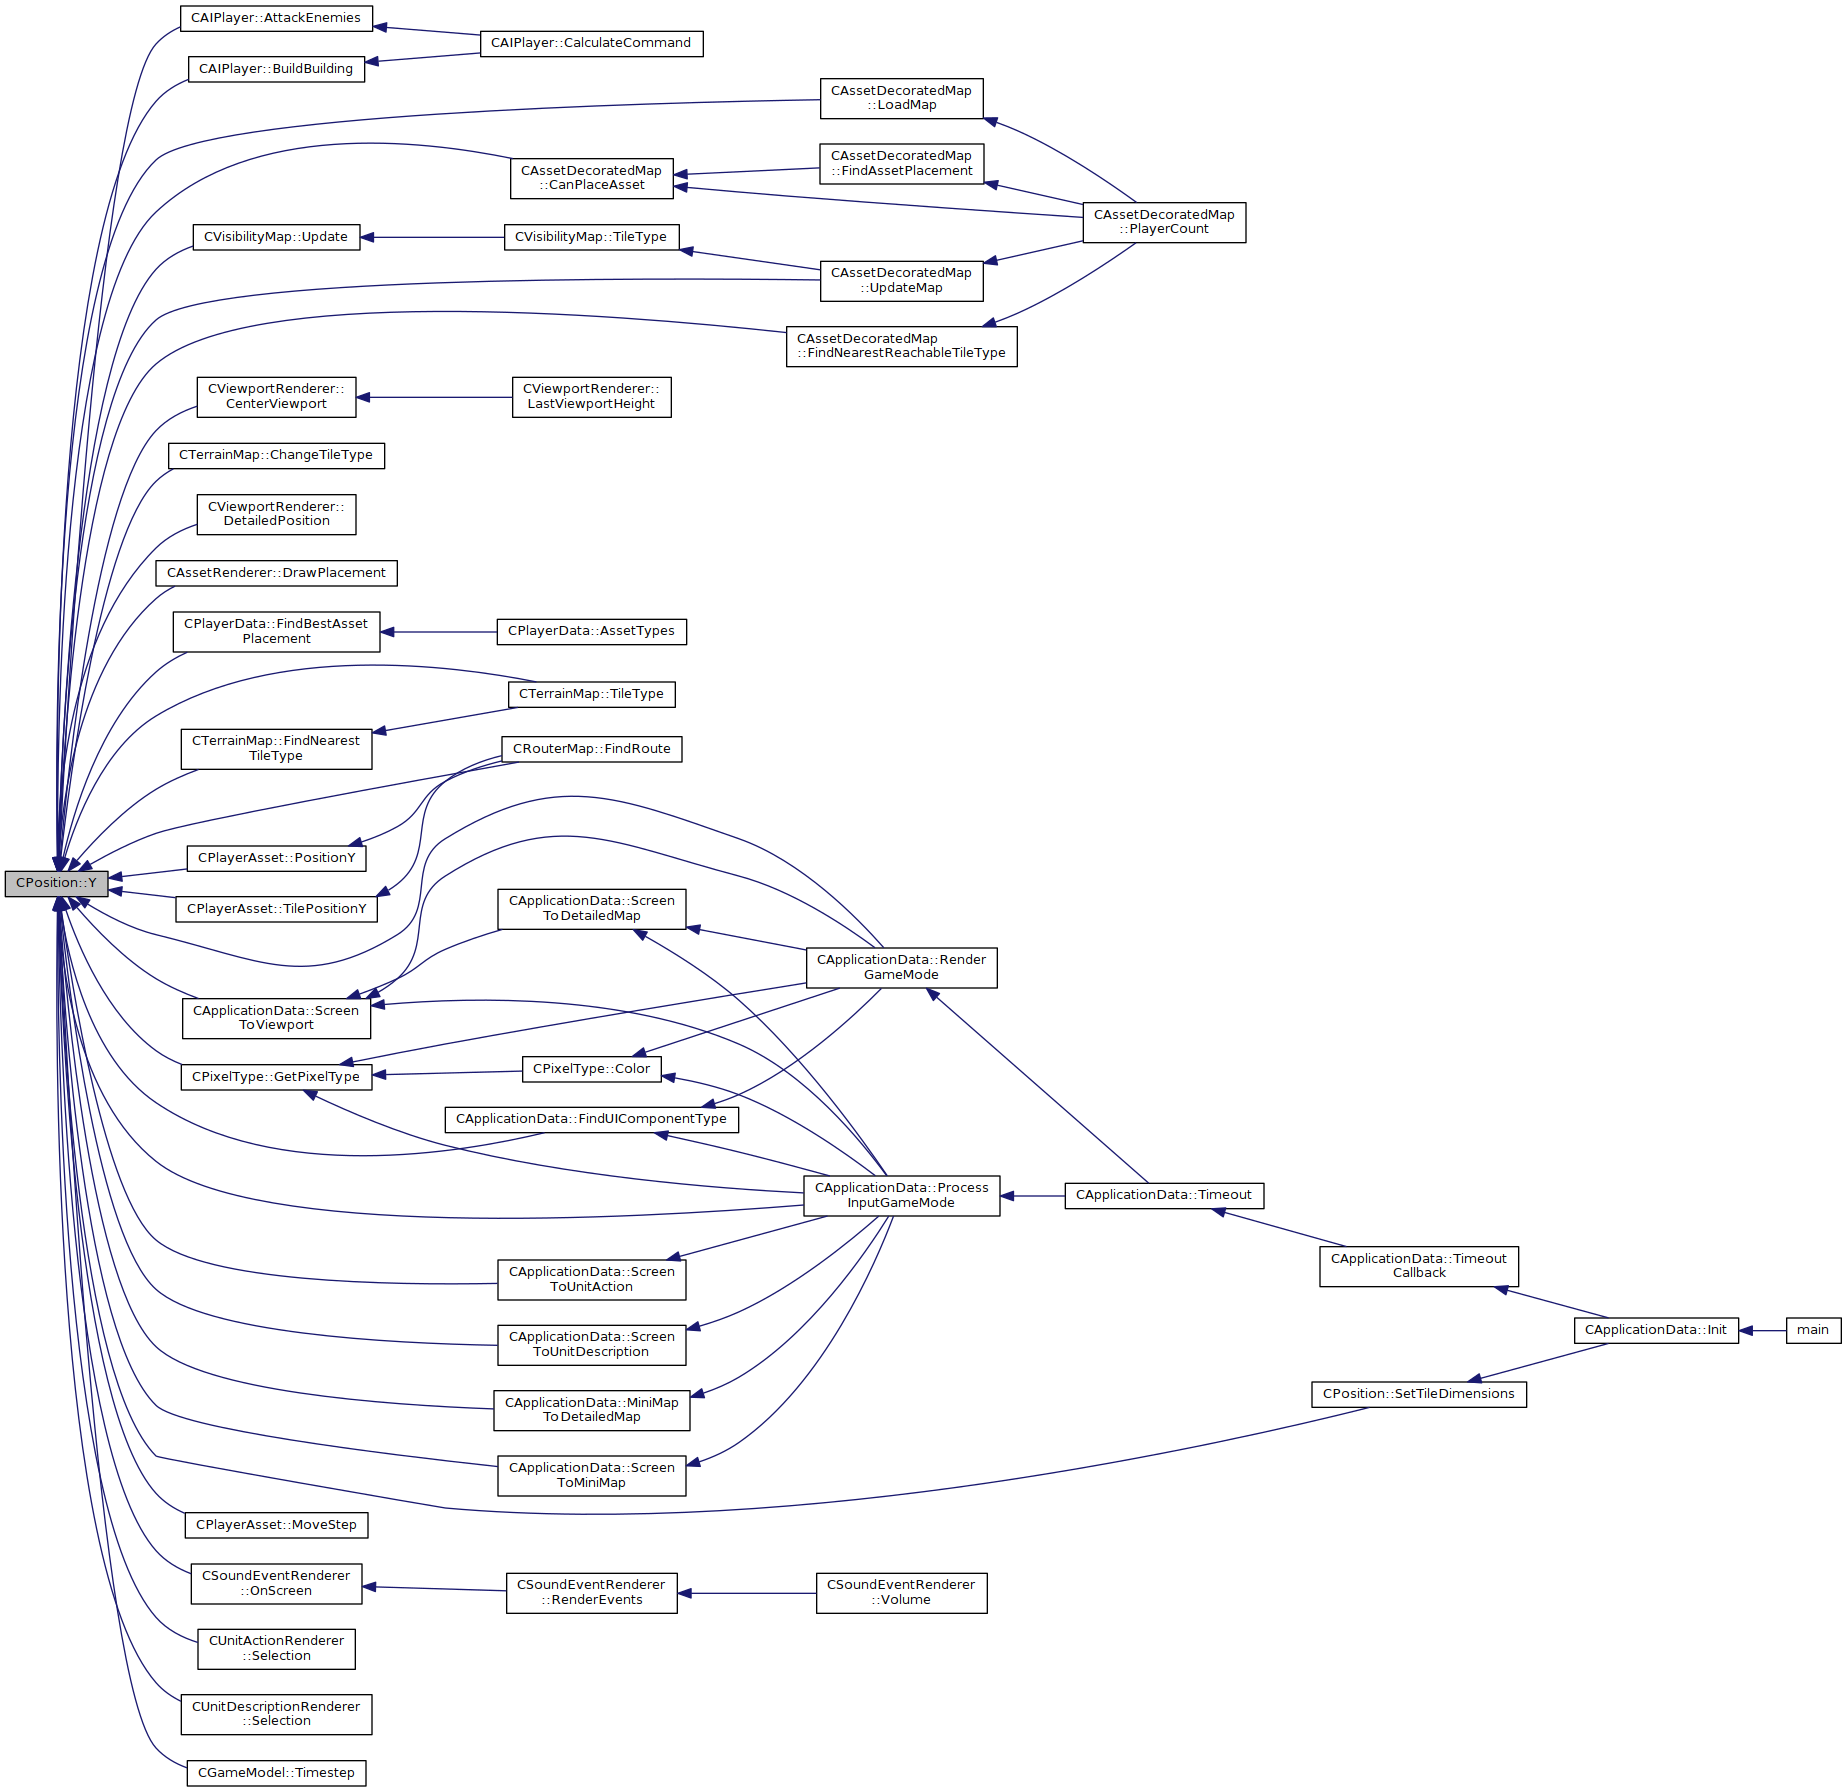 CAIPlayer::AttackEnemies
CAIPlayer::CalculateCommand
CAIPlayer::BuildBuilding
CAssetDecoratedMap
::LoadMap
CAssetDecoratedMap
::FindAssetPlacement
CAssetDecoratedMap
::CanPlaceAsset
CAssetDecoratedMap
::PlayerCount
CVisibilityMap::Update
CVisibilityMap::TileType
CAssetDecoratedMap
::UpdateMap
CAssetDecoratedMap
::FindNearestReachableTileType
CViewportRenderer::
CenterViewport
CViewportRenderer::
LastViewportHeight
CTerrainMap::ChangeTileType
CViewportRenderer::
DetailedPosition
CAssetRenderer::DrawPlacement
CPlayerData::FindBestAsset
Placement
CPlayerData::AssetTypes
CTerrainMap::TileType
CTerrainMap::FindNearest
TileType
CRouterMap::FindRoute
CPlayerAsset::PositionY
CPosition::Y
CPlayerAsset::TilePositionY
CApplicationData::Screen
ToDetailedMap
CApplicationData::Render
GameMode
CApplicationData::Screen
ToViewport
CPixelType::GetPixelType
CPixelType::Color
CApplicationData::FindUIComponentType
CApplicationData::Process
InputGameMode
CApplicationData::Timeout
CApplicationData::Timeout
Callback
CApplicationData::Screen
ToUnitAction
CApplicationData::Screen
ToUnitDescription
CApplicationData::Init
main
CPosition::SetTileDimensions
CApplicationData::MiniMap
ToDetailedMap
CApplicationData::Screen
ToMiniMap
CPlayerAsset::MoveStep
CSoundEventRenderer
::OnScreen
CSoundEventRenderer
::RenderEvents
CSoundEventRenderer
::Volume
CUnitActionRenderer
::Selection
CUnitDescriptionRenderer
::Selection
CGameModel::Timestep